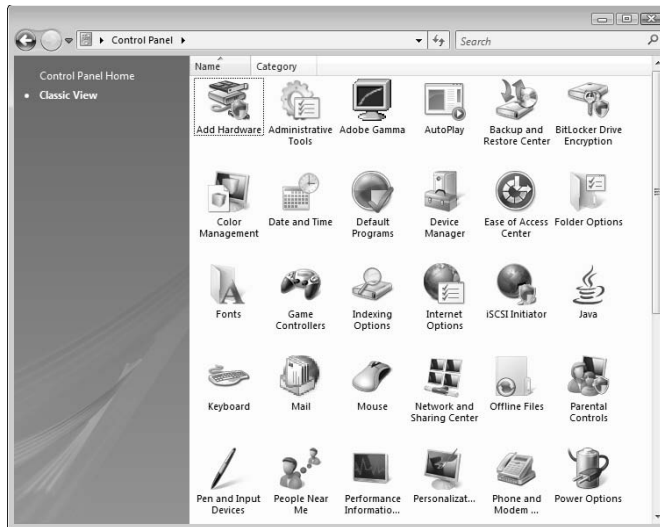 Control Panel
Search
Control Panel Home
Classic View
Name Category
Add Hardware
Administrative
Tools
Adobe Gamma
AutoPlay
Backup and
Restore Center
BitLocker Drive
Encryption
Color
Management
Date and Time
Default
Programs
Device
Manager
Ease of Access
Center
Folder Options
Fonts
Game
Controllers
Indexing
Options
Internet
Options
iSCSI Initiator
Java
Keyboard
Mail
Mouse
Network and
Sharing Center
Offline Files
Parental
Controls
Pen and Input
Devices
People Near
Me
Performance
Informatio...
Personalizat...
Phone and
Modem ...
Power Options